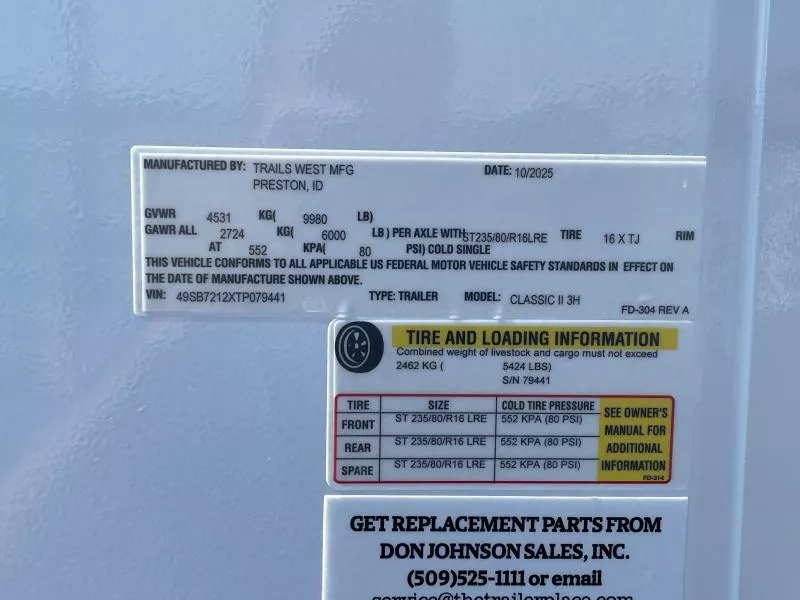 MANUFACTURED BY: TRAILS WEST MFG DATE: 10/2025
PRESTON, ID
GVWR 4531 KG( 9980 LB)
GAWR ALL 2724 KG( 6000 LB) PER AXLE WITH ST235/80/R16LRE TIRE 16 X TJ RIM
AT 552 KPA( 80 PSI) COLD SINGLE
THIS VEHICLE CONFORMS TO ALL APPLICABLE US FEDERAL MOTOR VEHICLE SAFETY STANDARDS IN EFFECT ON
THE DATE OF MANUFACTURE SHOWN ABOVE.
VIN: 49SB7212XTP079441 TYPE: TRAILER MODEL: CLASSIC II 3H
FD-304 REV A
TIRE AND LOADING INFORMATION
Combined weight of livestock and cargo must not exceed
2462 KG ( 5424 LBS)
S/N 79441
TIRE SIZE COLD TIRE PRESSURE
FRONT ST 235/80/R16 LRE 552 KPA (80 PSI)
REAR ST 235/80/R16 LRE 552 KPA (80 PSI)
SPARE ST 235/80/R16 LRE 552 KPA (80 PSI)
SEE OWNER'S
MANUAL FOR
ADDITIONAL
INFORMATION
FD-314
GET REPLACEMENT PARTS FROM
DON JOHNSON SALES, INC.
(509)525-1111 or email
service@thetrailerplace.com